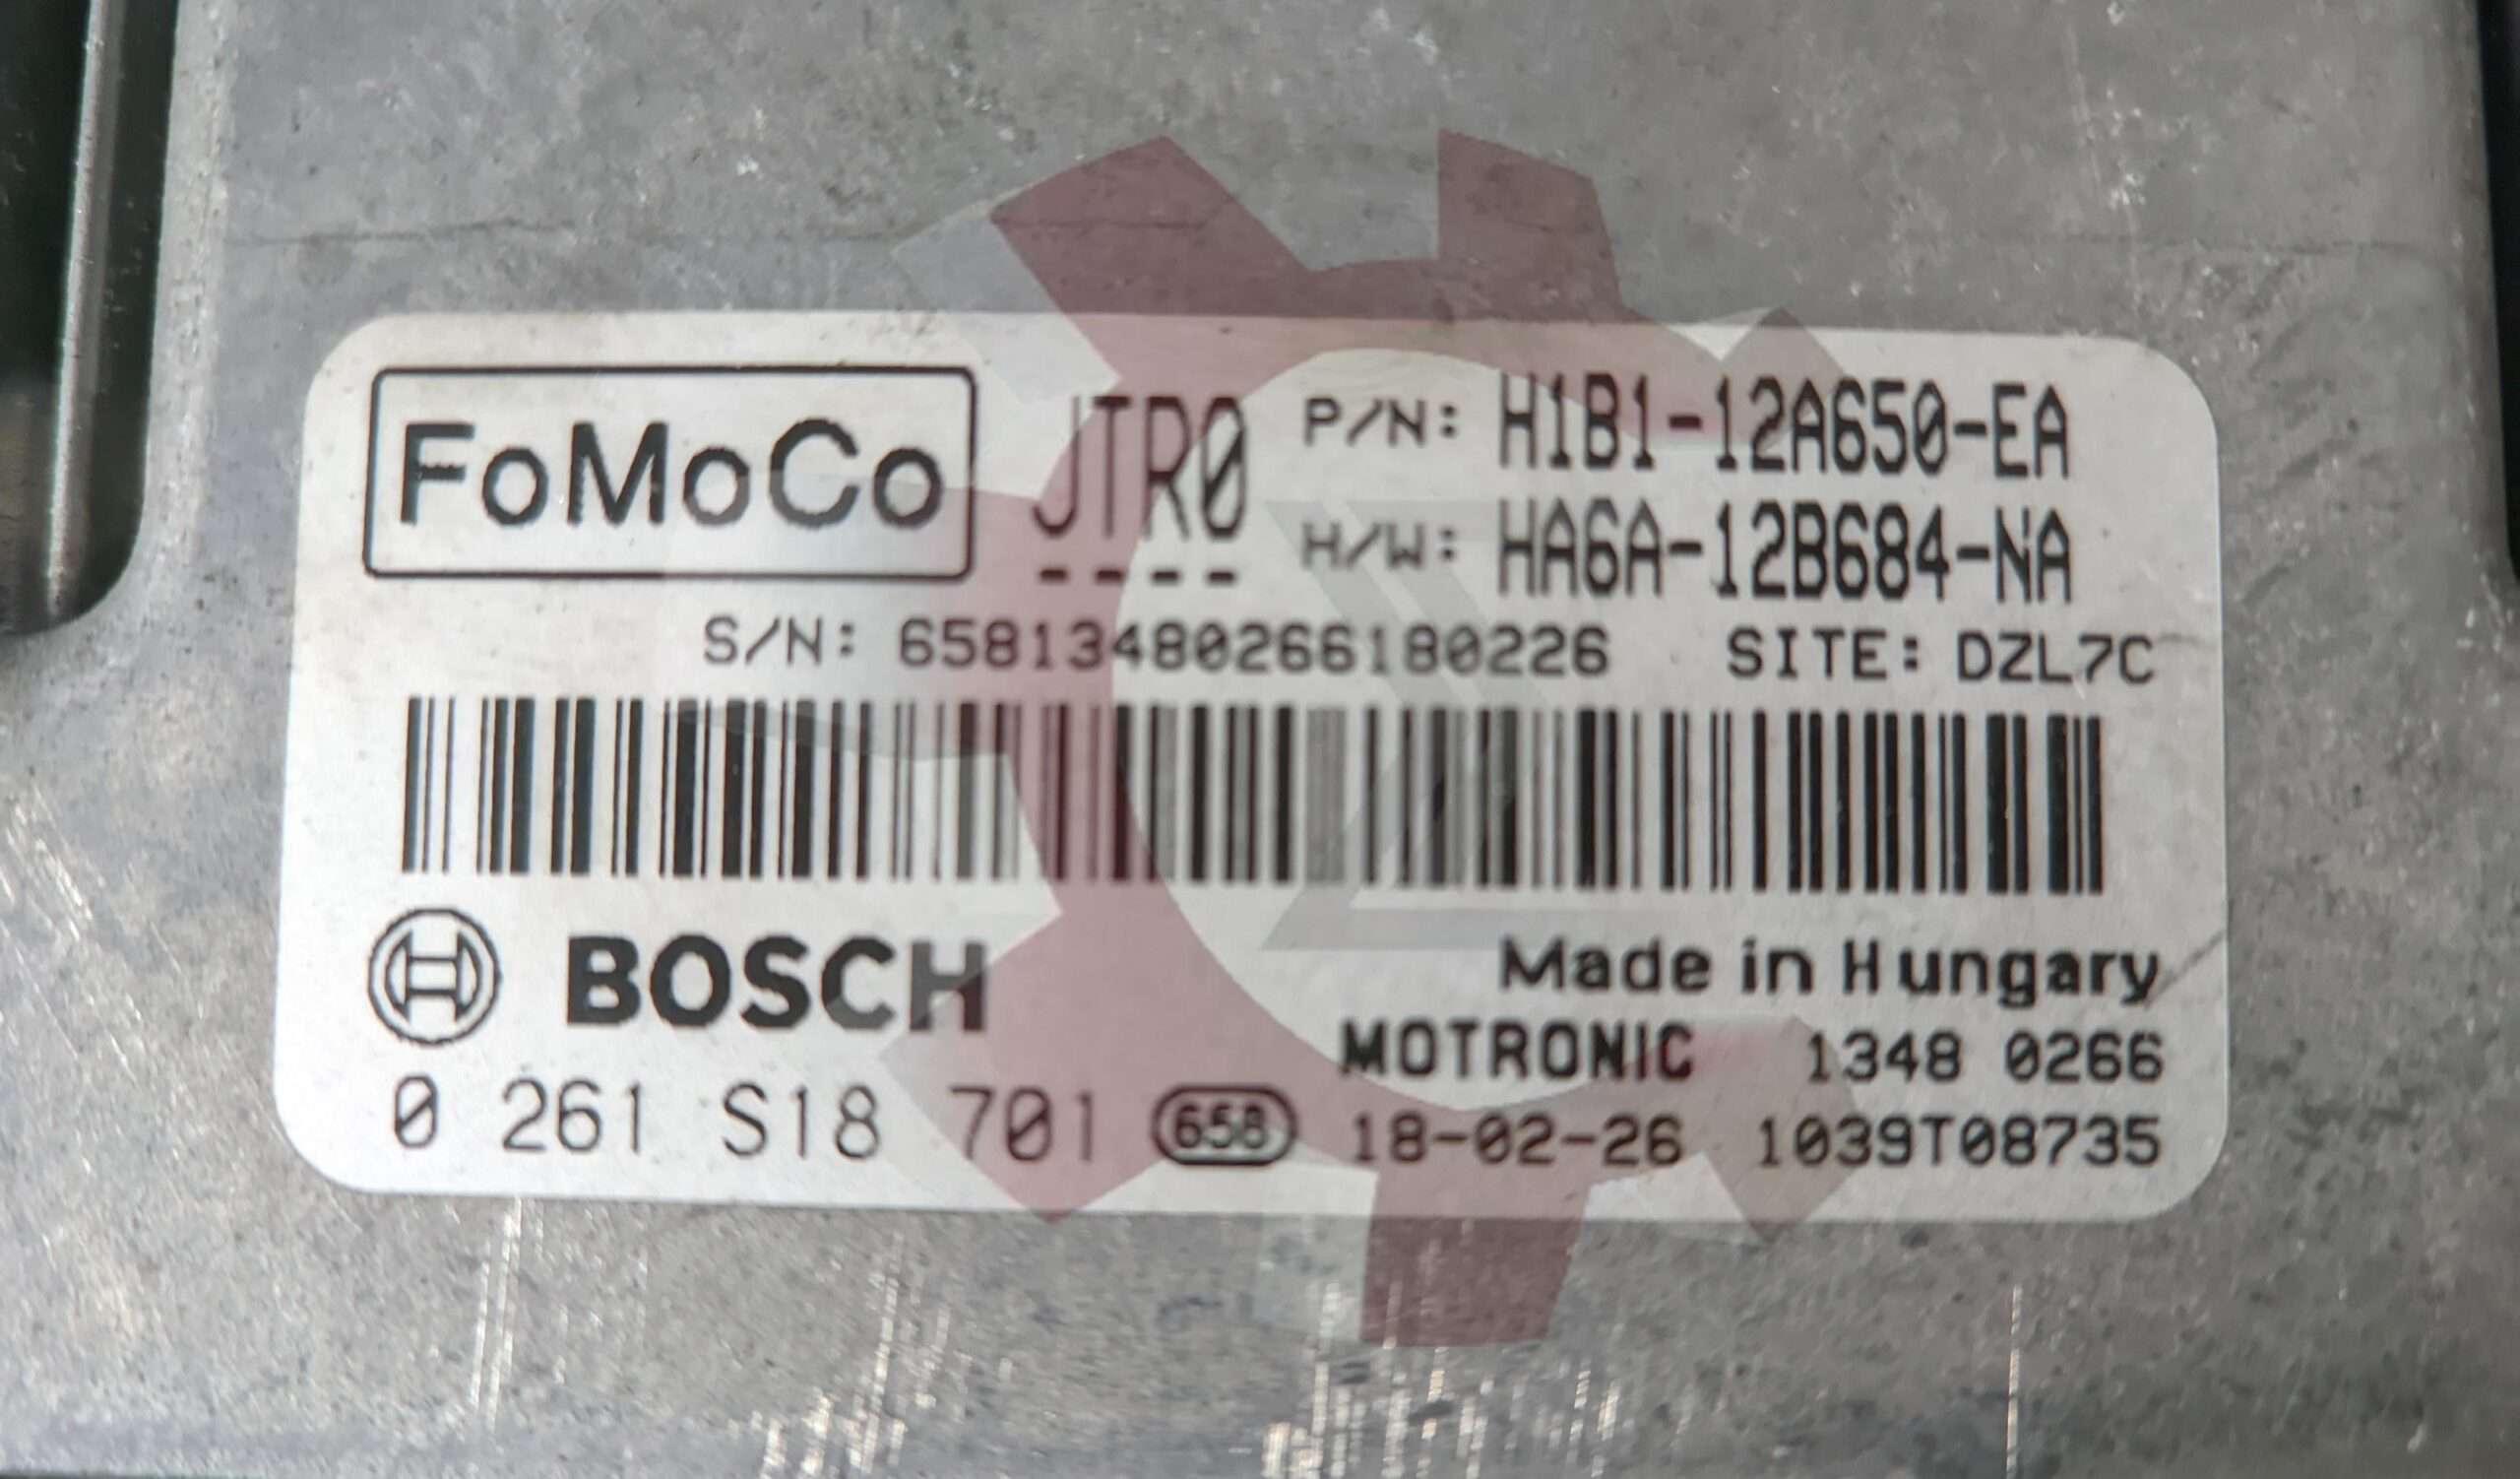 FoMoCo JTR0 P/N: H1B1-12A650-EA
---- H/W: HA6A-12B684-NA
S/N: 65813480266180226 SITE: DZL7C
BOSCH Made in Hungary
MOTRONIC 1348 0266
0 261 S18 701 658 18-02-26 1039T08735